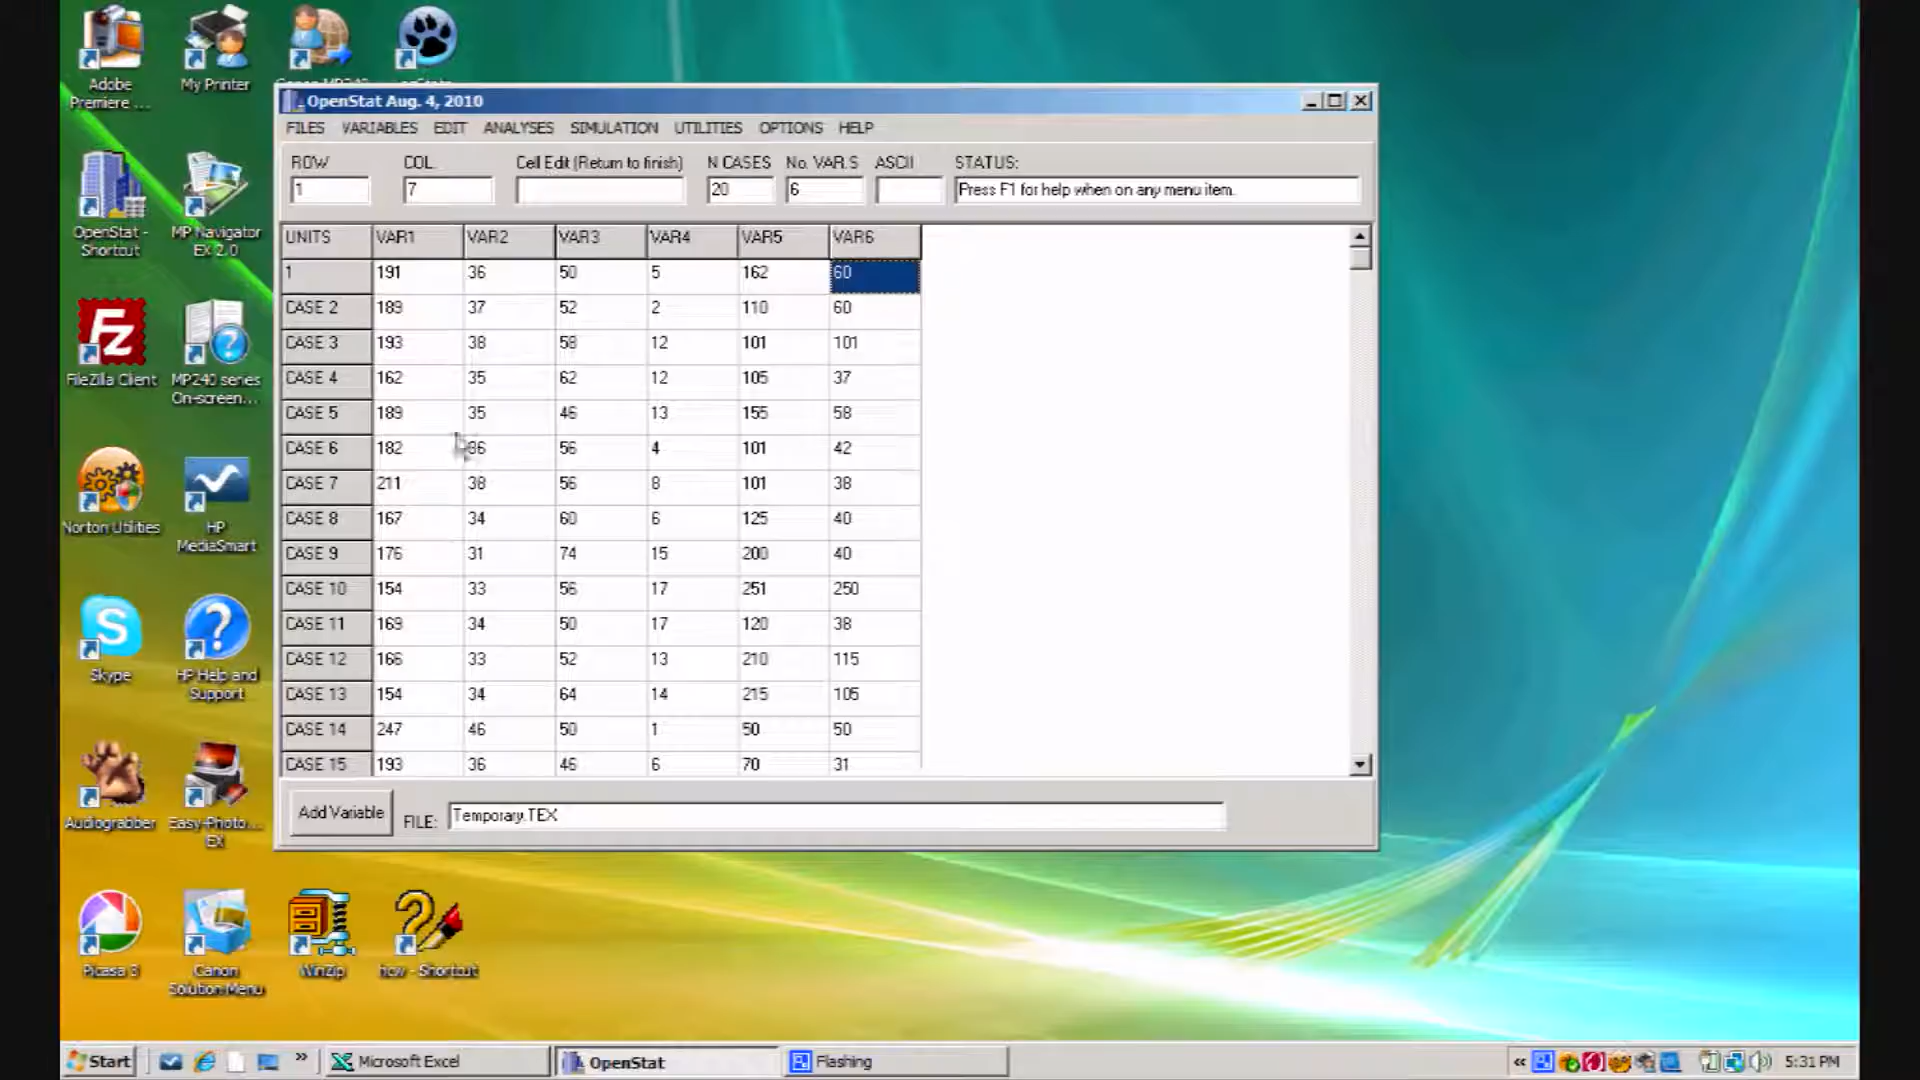 Adobe
Premiere ...
My Printer
OpenStat -
Shortcut
MP Navigator
EX 2.0
FileZilla Client
MP240 series
On-screen...
Norton Utilities
HP
MediaSmart
Skype
HP Help and
Support
Audiograbber
Easy-Photo...
EX
Picasa 3
Canon
Solution Menu
WinZip
OpenStat Aug. 4, 2010
FILES VARIABLES EDIT ANALYSES SIMULATION UTILITIES OPTIONS HELP
ROW COL. Cell Edit (Return to finish) N CASES No. VAR.S ASCII STATUS:
1 7 20 6 Press F1 for help when on any menu item.
UNITS VAR1 VAR2 VAR3 VAR4 VAR5 VAR6
1 191 36 50 5 162 60
CASE 2 189 37 52 2 110 60
CASE 3 193 38 58 12 101 101
CASE 4 162 35 62 12 105 37
CASE 5 189 35 46 13 155 58
CASE 6 182 36 56 4 101 42
CASE 7 211 38 56 8 101 38
CASE 8 167 34 60 6 125 40
CASE 9 176 31 74 15 200 40
CASE 10 154 33 56 17 251 250
CASE 11 169 34 50 17 120 38
CASE 12 166 33 52 13 210 115
CASE 13 154 34 64 14 215 105
CASE 14 247 46 50 1 50 50
CASE 15 193 36 46 6 70 31
Add Variable FILE: Temporary.TEX
Start Microsoft Excel OpenStat Flashing 5:31 PM